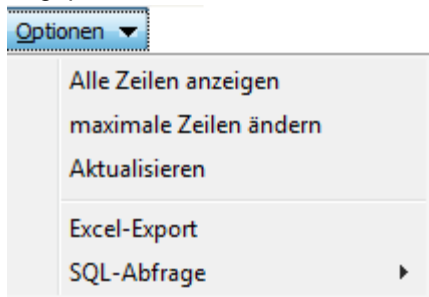 Optionen
Alle Zeilen anzeigen
maximale Zeilen ändern
Aktualisieren
Excel-Export
SQL-Abfrage